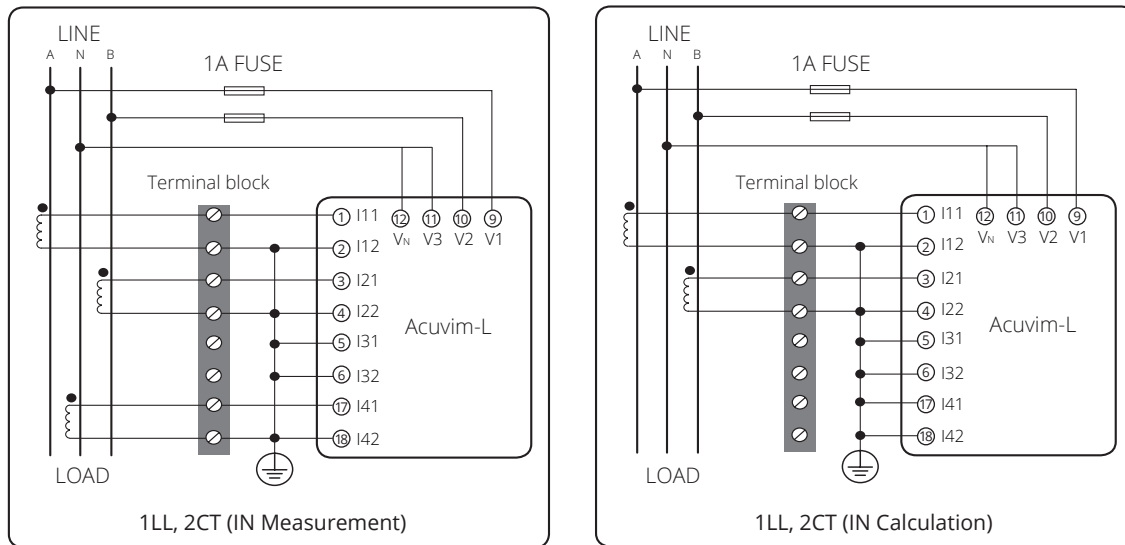 LINE
A N B
1A FUSE
Terminal block
12 11 10 9
VN V3 V2 V1
1 I11
2 I12
3 I21
4 I22
5 I31
6 I32
17 I41
18 I42
Acuvim-L
LOAD
1LL, 2CT (IN Measurement)
LINE
A N B
1A FUSE
Terminal block
12 11 10 9
VN V3 V2 V1
1 I11
2 I12
3 I21
4 I22
5 I31
6 I32
17 I41
18 I42
Acuvim-L
LOAD
1LL, 2CT (IN Calculation)